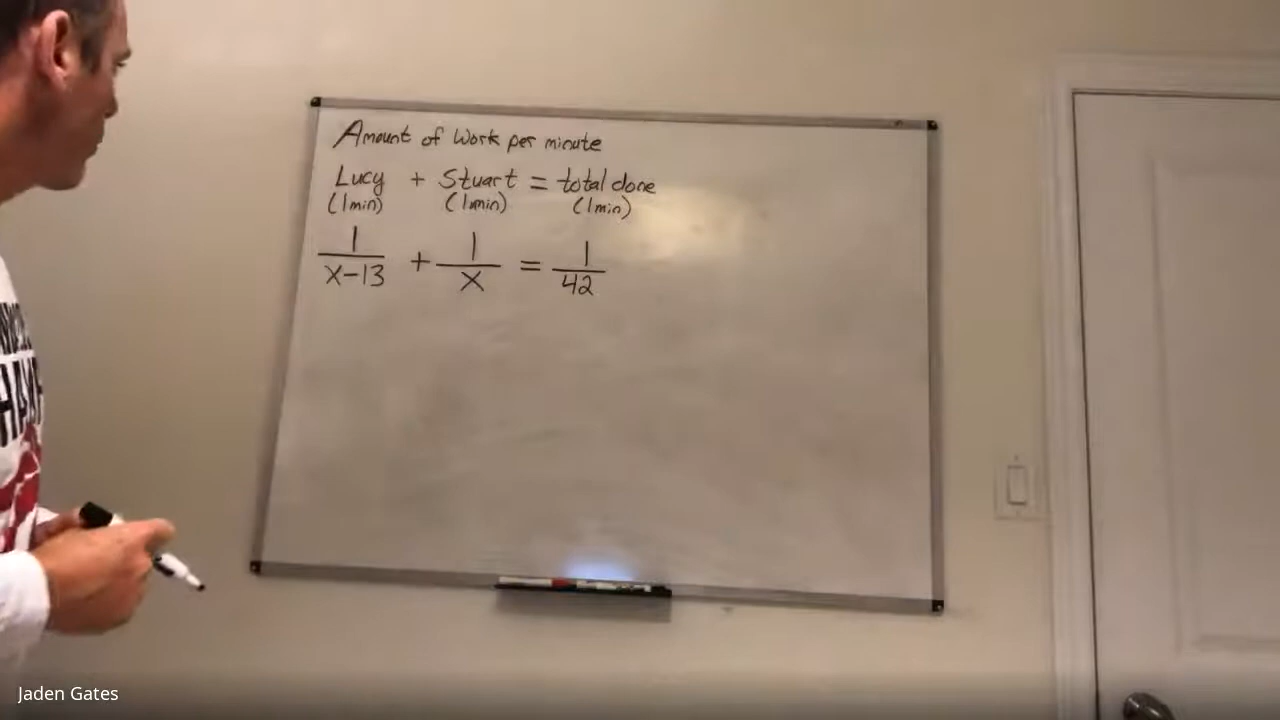 Amount of Work per minute
Lucy + Stuart = total done
(1min) (1min) (1min)
1/(x-13) + 1/x = 1/42
Jaden Gates